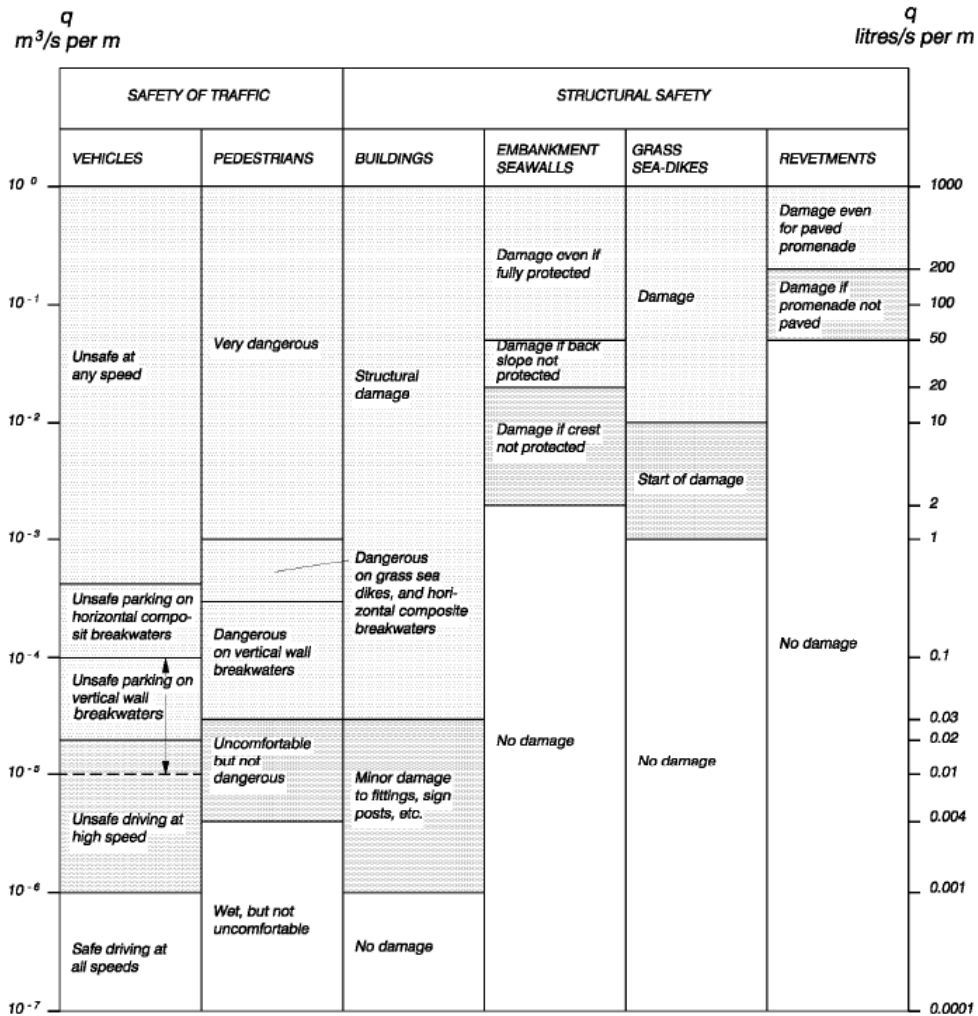 q
m³/s per m
q
litres/s per m
SAFETY OF TRAFFIC
STRUCTURAL SAFETY
VEHICLES
PEDESTRIANS
BUILDINGS
EMBANKMENT
SEAWALLS
GRASS
SEA-DIKES
REVETMENTS
10⁰
10⁻¹
10⁻²
10⁻³
10⁻⁴
10⁻⁵
10⁻⁶
10⁻⁷
Unsafe at
any speed
Unsafe parking on
horizontal compo-
sit breakwaters
Unsafe parking on
vertical wall
breakwaters
Unsafe driving at
high speed
Safe driving at
all speeds
Very dangerous
Dangerous
on grass sea
dikes, and hori-
zontal composite
breakwaters
Dangerous
on vertical wall
breakwaters
Uncomfortable
but not
dangerous
Wet, but not
uncomfortable
Structural
damage
Minor damage
to fittings, sign
posts, etc.
No damage
Damage even if
fully protected
Damage if back
slope not
protected
Damage if crest
not protected
No damage
Damage
Start of damage
No damage
Damage even
for paved
promenade
Damage if
promenade not
paved
No damage
1000
200
100
50
20
10
2
1
0.1
0.03
0.02
0.01
0.004
0.001
0.0001